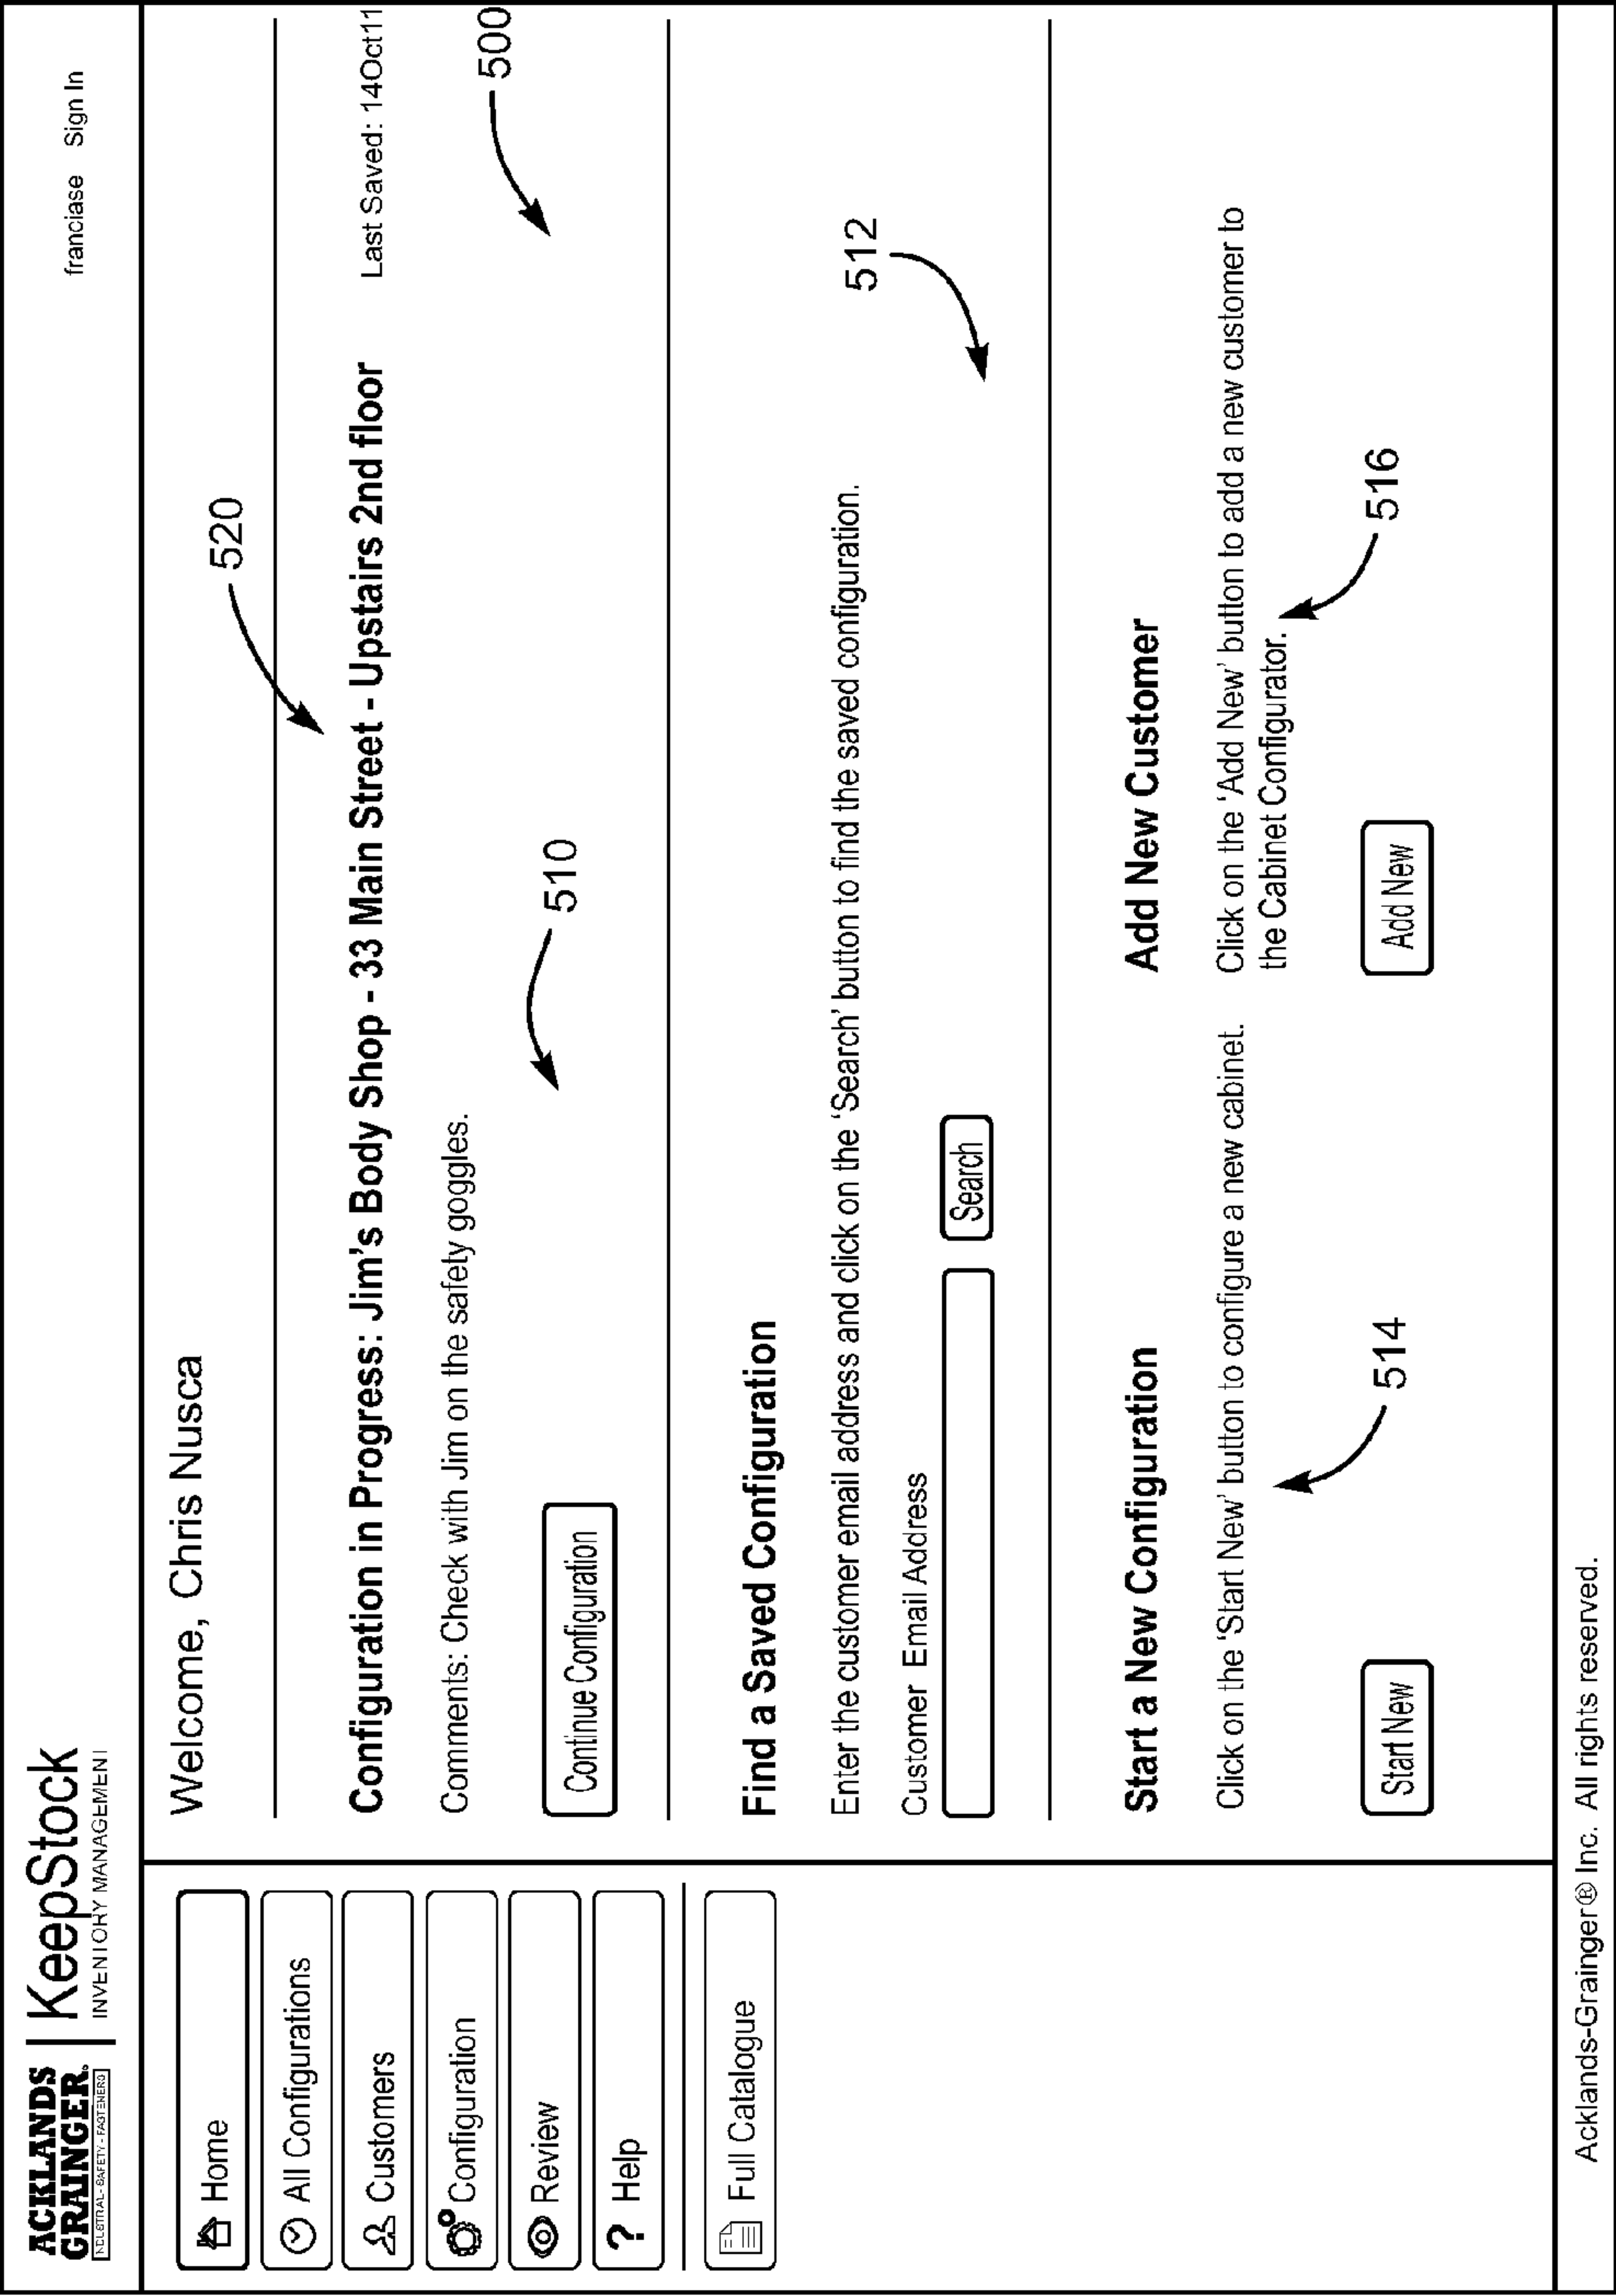 ACKLANDS
GRAINGER
INDUSTRIAL - SAFETY - FASTENERS
KeepStock
INVENTORY MANAGEMENT
franciase Sign In
Home
All Configurations
Customers
Configuration
Review
? Help
Full Catalogue
Welcome, Chris Nusca
520
Configuration in Progress: Jim's Body Shop - 33 Main Street - Upstairs 2nd floor
Last Saved: 14Oct11
Comments: Check with Jim on the safety goggles.
500
510
Continue Configuration
Find a Saved Configuration
Enter the customer email address and click on the 'Search' button to find the saved configuration.
512
Customer Email Address
Search
Start a New Configuration
Click on the 'Start New' button to configure a new cabinet.
514
Start New
Add New Customer
Click on the 'Add New' button to add a new customer to
the Cabinet Configurator.
516
Add New
Acklands-Grainger® Inc. All rights reserved.